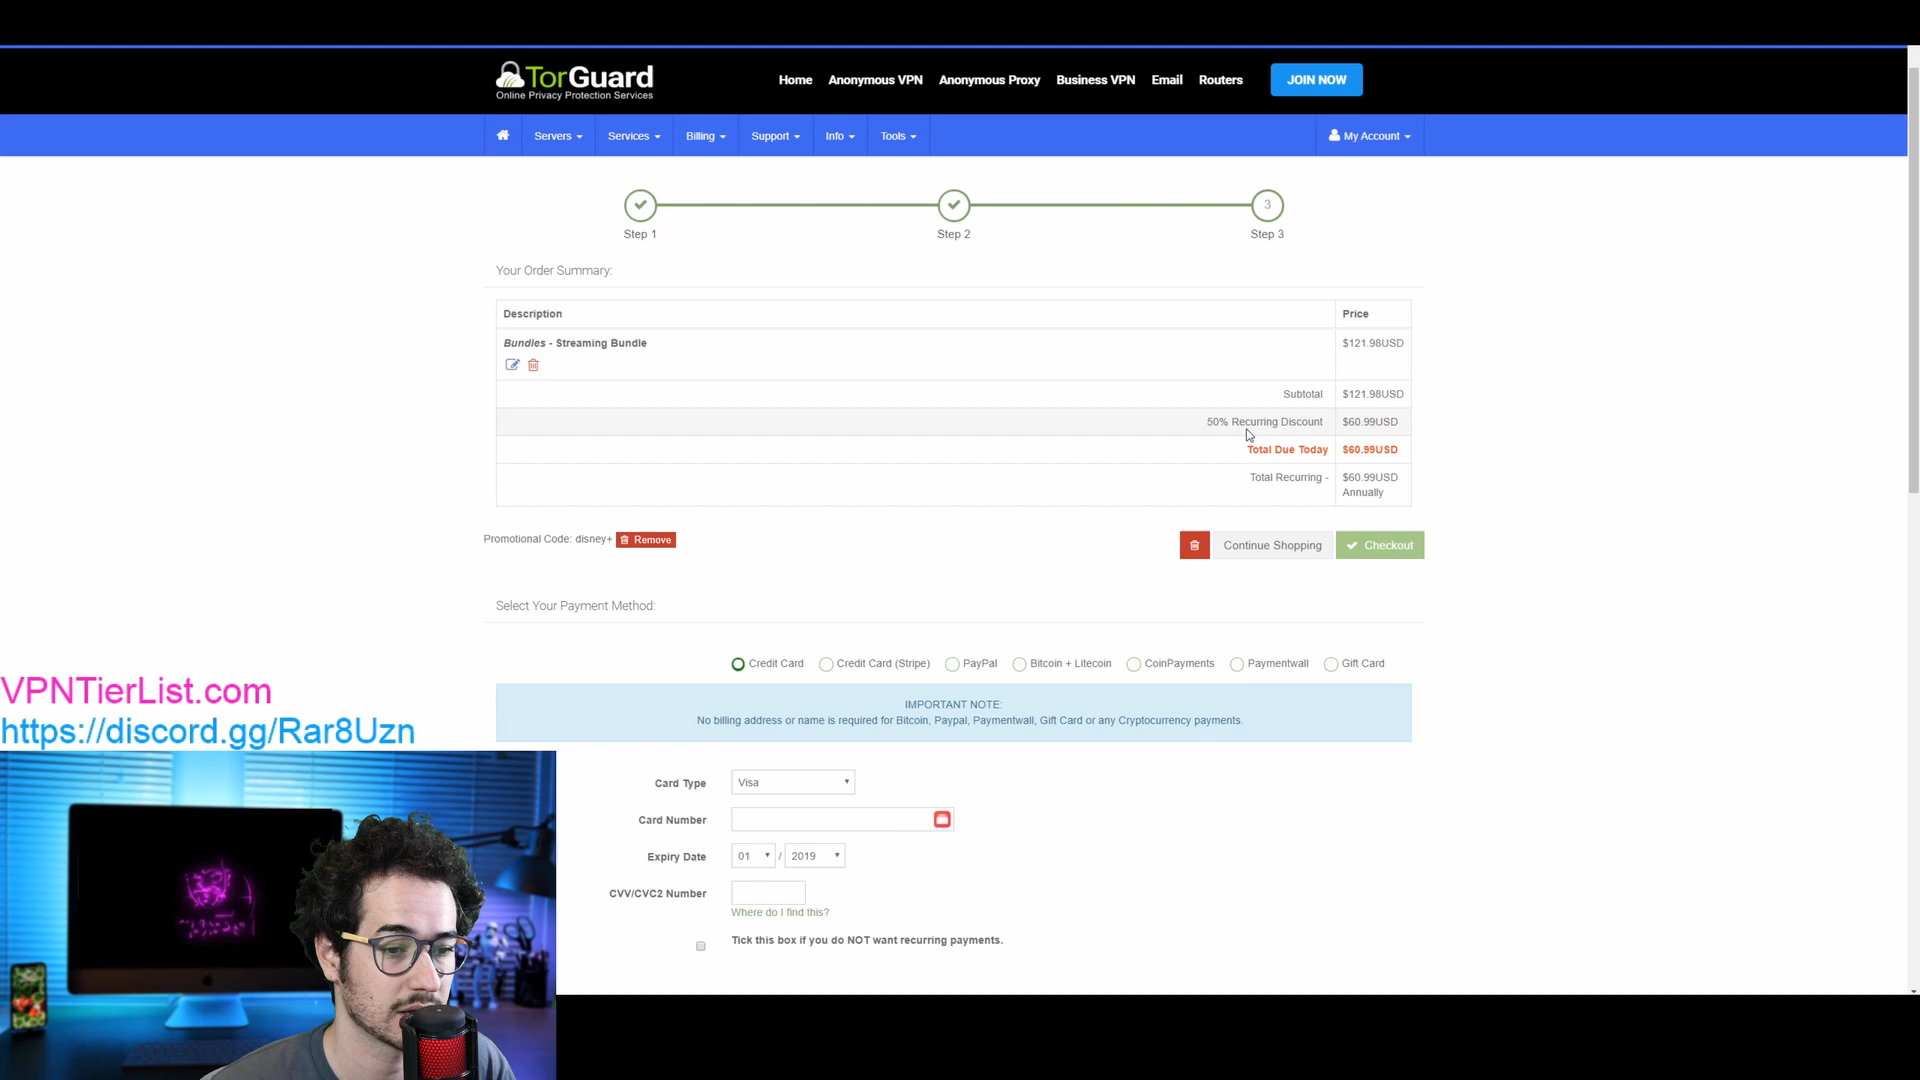 TorGuard
Online Privacy Protection Services
Home
Anonymous VPN
Anonymous Proxy
Business VPN
Email
Routers
JOIN NOW
Servers
Services
Billing
Support
Info
Tools
My Account
3
Step 1
Step 2
Step 3
Your Order Summary:
Description
Price
Bundles - Streaming Bundle
$121.98USD
Subtotal
$121.98USD
50% Recurring Discount
$60.99USD
Total Due Today
$60.99USD
Total Recurring -
$60.99USD
Annually
Promotional Code: disney+
Remove
Continue Shopping
Checkout
Select Your Payment Method:
Credit Card
Credit Card (Stripe)
PayPal
Bitcoin + Litecoin
CoinPayments
Paymentwall
Gift Card
IMPORTANT NOTE:
No billing address or name is required for Bitcoin, Paypal, Paymentwall, Gift Card or any Cryptocurrency payments.
VPNTierList.com
https://discord.gg/Rar8Uzn
Card Type
Visa
Card Number
Expiry Date
01
/
2019
CVV/CVC2 Number
Where do I find this?
Tick this box if you do NOT want recurring payments.